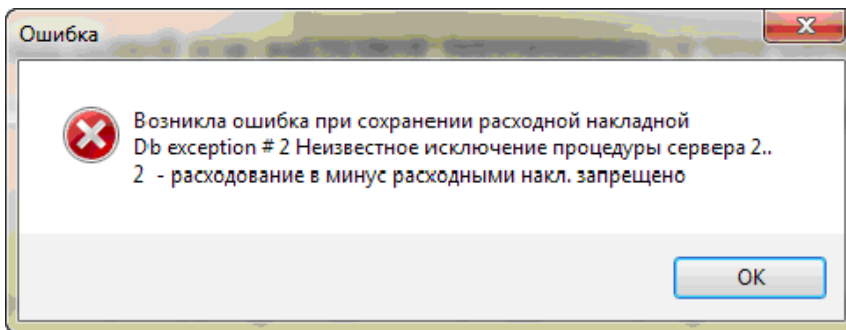 Ошибка
Возникла ошибка при сохранении расходной накладной
Db exception # 2 Неизвестное исключение процедуры сервера 2..
2 - расходование в минус расходными накл. запрещено
OK